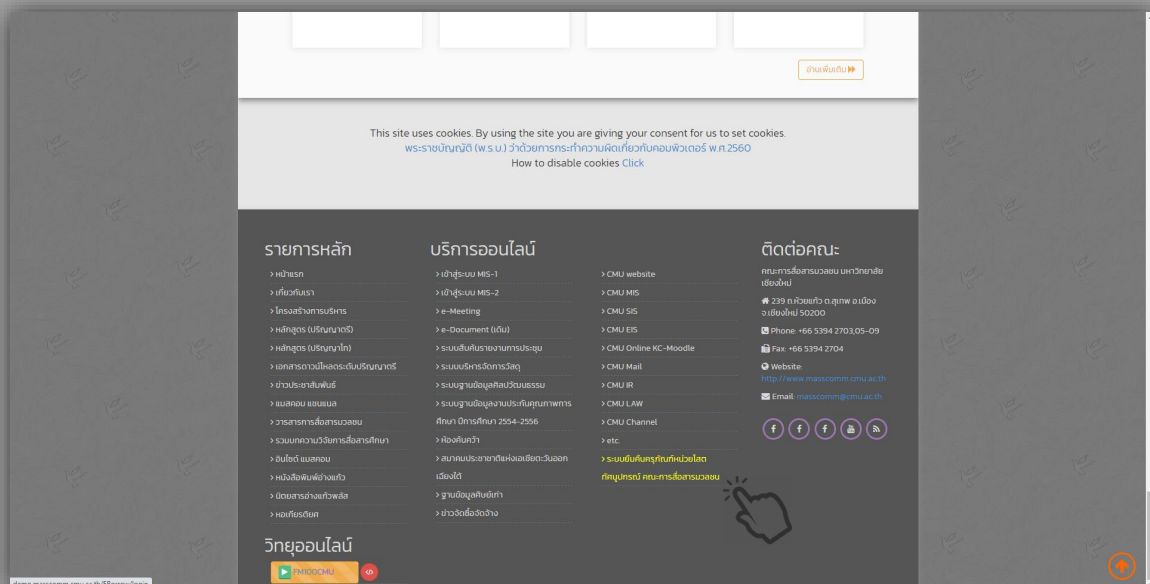 อ่านเพิ่มเติม
This site uses cookies. By using the site you are giving your consent for us to set cookies.
พระราชบัญญัติ (พ.ร.บ.) ว่าด้วยการกระทำความผิดเกี่ยวกับคอมพิวเตอร์ พ.ศ.2560
How to disable cookies Click
รายการหลัก
> หน้าแรก
> เกี่ยวกับเรา
> โครงสร้างการบริหาร
> หลักสูตร (ปริญญาตรี)
> หลักสูตร (ปริญญาโท)
> เอกสารดาวน์โหลดระดับปริญญาตรี
> ข่าวประชาสัมพันธ์
> แมสคอม แชนแนล
> วารสารการสื่อสารมวลชน
> รวมบทความวิจัยการสื่อสารศึกษา
> อินไซด์ แมสคอม
> หนังสือพิมพ์อ่างแก้ว
> นิตยสารอ่างแก้วพลัส
> หอเกียรติยศ
บริการออนไลน์
> เข้าสู่ระบบ MIS-1
> เข้าสู่ระบบ MIS-2
> e-Meeting
> e-Document (เดิม)
> ระบบสืบค้นรายงานการประชุม
> ระบบบริหารจัดการวัสดุ
> ระบบฐานข้อมูลศิลปวัฒนธรรม
> ระบบฐานข้อมูลงานประกันคุณภาพการ
ศึกษา ปีการศึกษา 2554-2556
> ห้องค้นคว้า
> สมาคมประชาชาติแห่งเอเชียตะวันออก
เฉียงใต้
> ฐานข้อมูลศิษย์เก่า
> ข่าวจัดซื้อจัดจ้าง
> CMU website
> CMU MIS
> CMU SIS
> CMU EIS
> CMU Online KC-Moodle
> CMU Mail
> CMU IR
> CMU LAW
> CMU Channel
> etc.
> ระบบยืมคืนครุภัณฑ์หน่วยโสต
ทัศนูปกรณ์ คณะการสื่อสารมวลชน
ติดต่อคณะ
คณะการสื่อสารมวลชน มหาวิทยาลัย
เชียงใหม่
239 ถ.ห้วยแก้ว ต.สุเทพ อ.เมือง
จ.เชียงใหม่ 50200
Phone: +66 5394 2703,05-09
Fax: +66 5394 2704
Website:
http://www.masscomm.cmu.ac.th
Email: masscomm@cmu.ac.th
วิทยุออนไลน์
FM100CMU